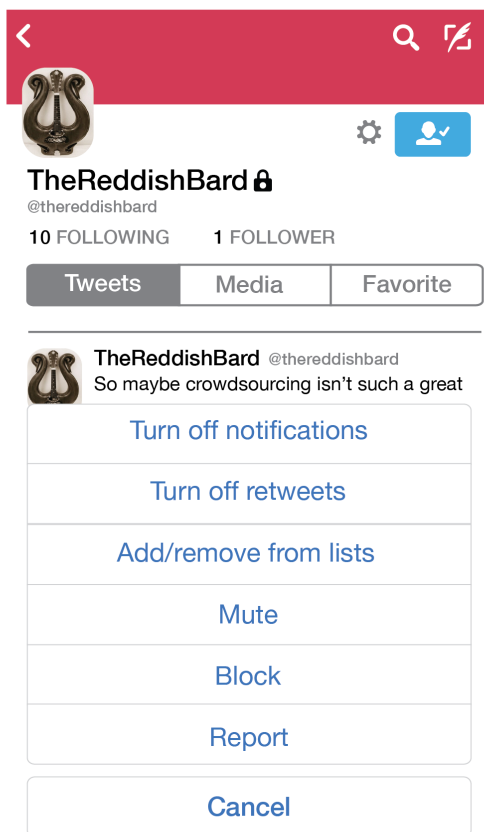 TheReddishBard
@thereddishbard
10 FOLLOWING 1 FOLLOWER
Tweets Media Favorite
TheReddishBard @thereddishbard
So maybe crowdsourcing isn’t such a great
Turn off notifications
Turn off retweets
Add/remove from lists
Mute
Block
Report
Cancel